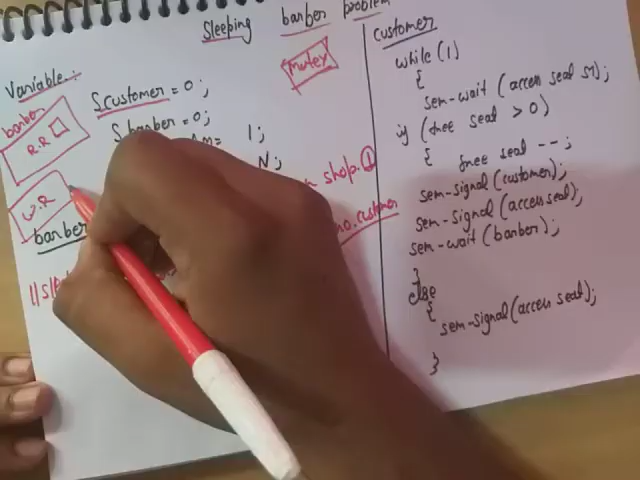 Sleeping barber problem
Mutex
Variable:
Scustomer = 0;
barber
R.R
S barber = 0;
1;
N;
W.R
barber
shop. 1
no. customer
customer
while (1)
{
sem-wait (access seat s1);
if (free seat > 0)
{ free seat --;
sem-signal (customer);
sem-signal (access seat);
sem-wait (barber);
}
else
{
sem-signal (access seat);
}